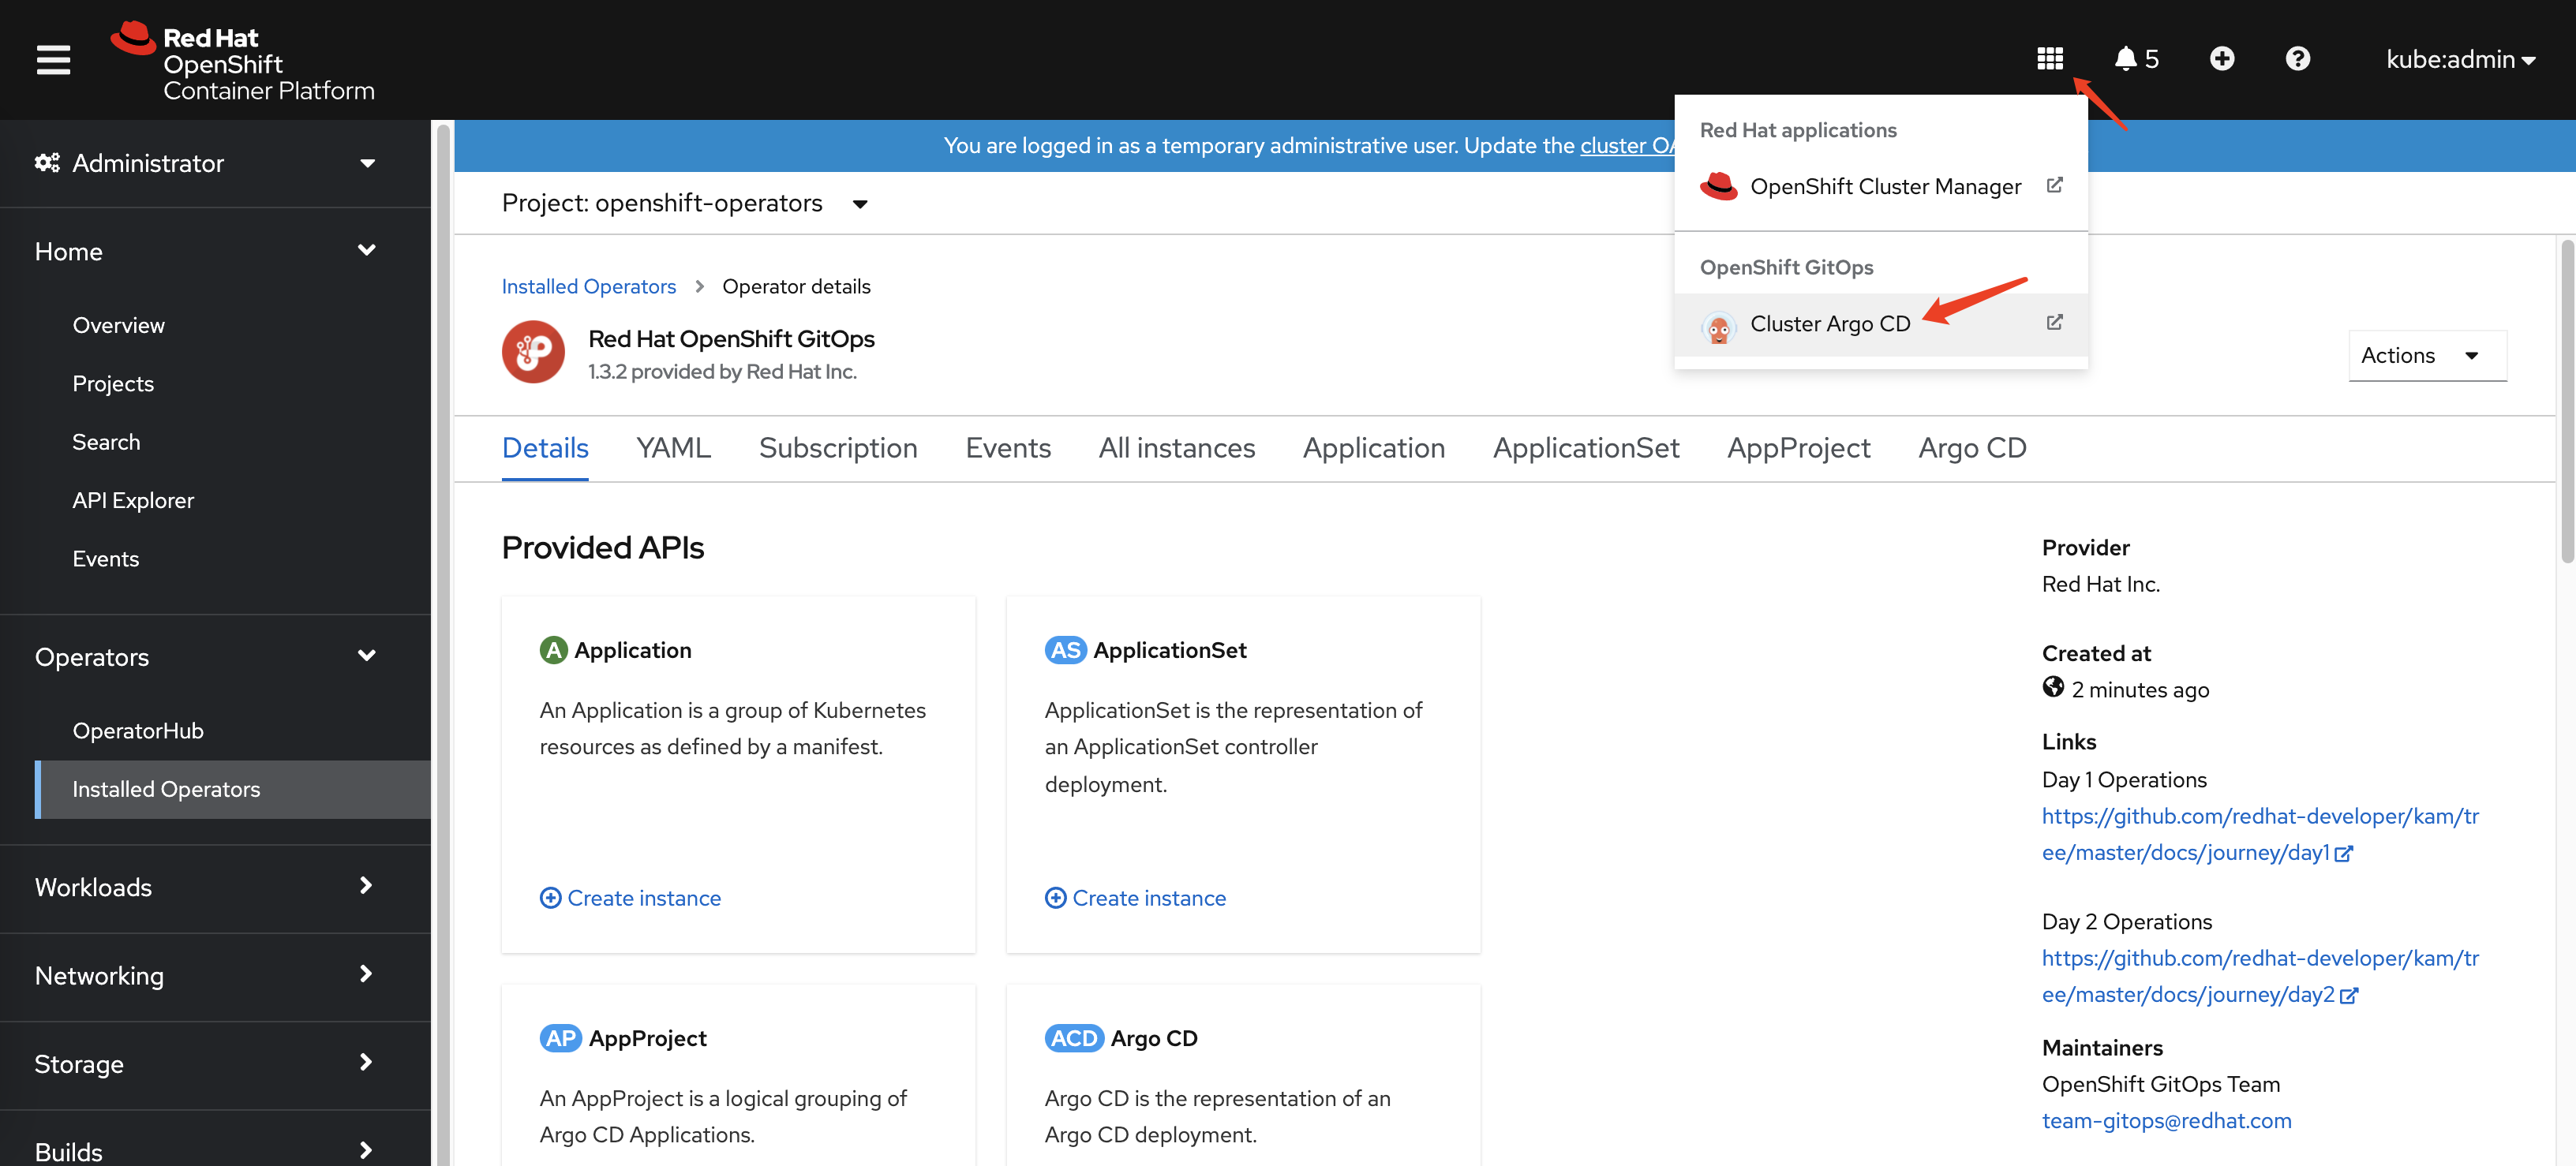 Red Hat
OpenShift
Container Platform
5
kube:admin
Administrator
Home
Overview
Projects
Search
API Explorer
Events
Operators
OperatorHub
Installed Operators
Workloads
Networking
Storage
Builds
You are logged in as a temporary administrative user. Update the cluster OA
Red Hat applications
OpenShift Cluster Manager
OpenShift GitOps
Cluster Argo CD
Project: openshift-operators
Installed Operators > Operator details
Red Hat OpenShift GitOps
1.3.2 provided by Red Hat Inc.
Actions
Details YAML Subscription Events All instances Application ApplicationSet AppProject Argo CD
Provided APIs
A Application
An Application is a group of Kubernetes
resources as defined by a manifest.
Create instance
AS ApplicationSet
ApplicationSet is the representation of
an ApplicationSet controller
deployment.
Create instance
AP AppProject
An AppProject is a logical grouping of
Argo CD Applications.
ACD Argo CD
Argo CD is the representation of an
Argo CD deployment.
Provider
Red Hat Inc.
Created at
2 minutes ago
Links
Day 1 Operations
https://github.com/redhat-developer/kam/tr
ee/master/docs/journey/day1
Day 2 Operations
https://github.com/redhat-developer/kam/tr
ee/master/docs/journey/day2
Maintainers
OpenShift GitOps Team
team-gitops@redhat.com